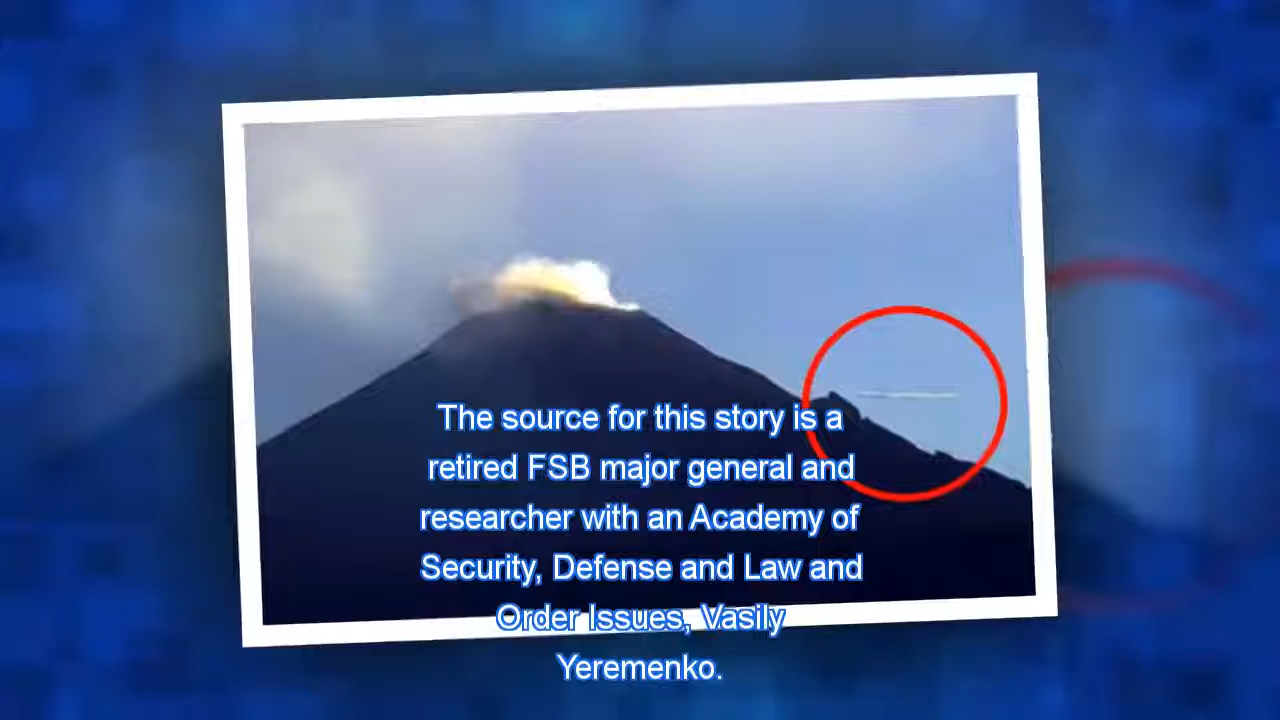 The source for this story is a
retired FSB major general and
researcher with an Academy of
Security, Defense and Law and
Order Issues, Vasily
Yeremenko.